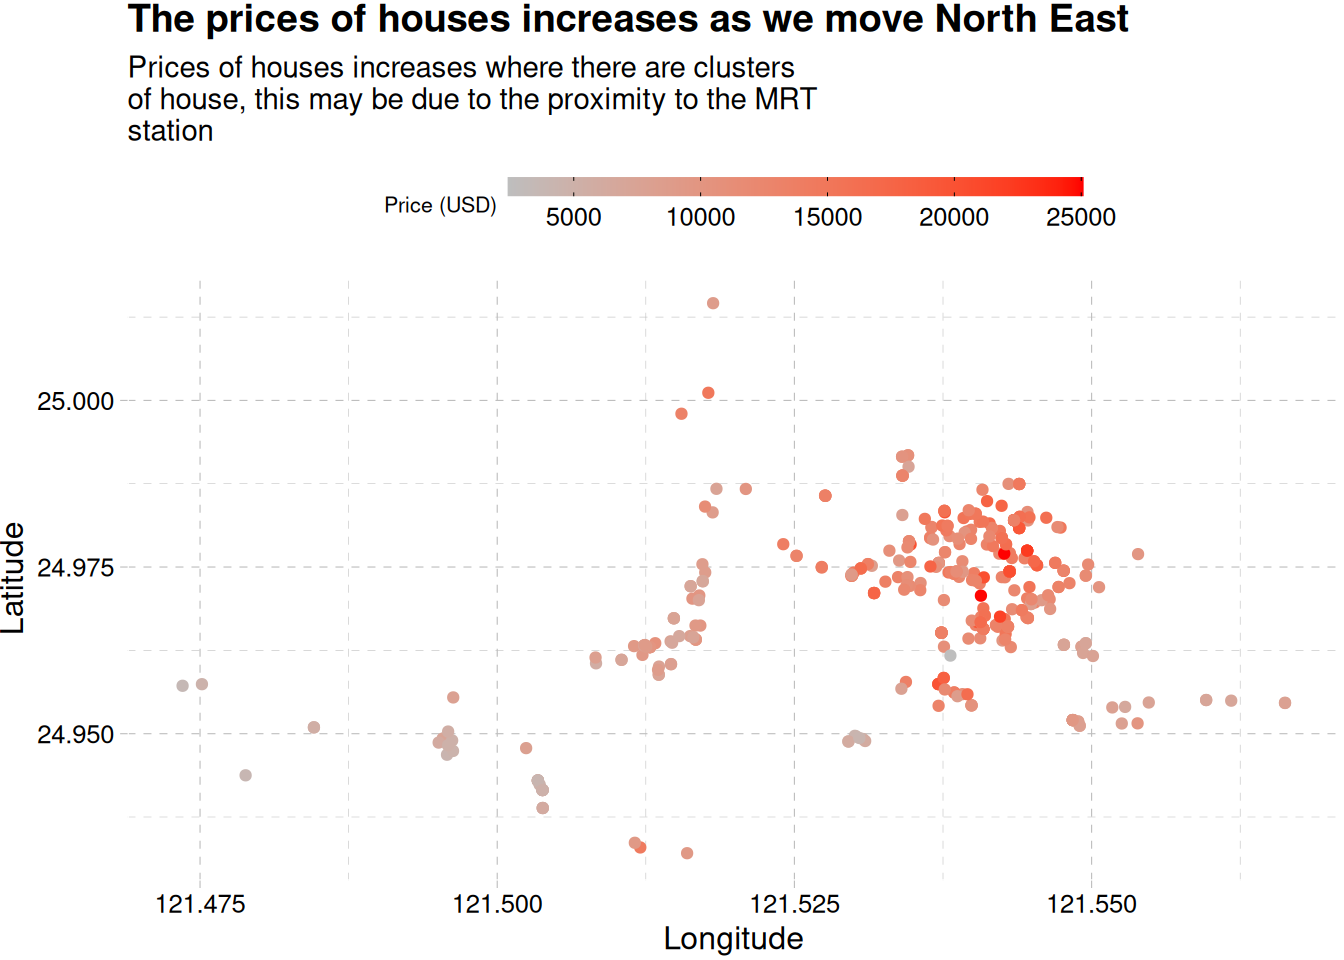 The prices of houses increases as we move North East
Prices of houses increases where there are clusters
of house, this may be due to the proximity to the MRT
station
Price (USD)
5000 10000 15000 20000 25000
Latitude
25.000
24.975
24.950
121.475 121.500 121.525 121.550
Longitude